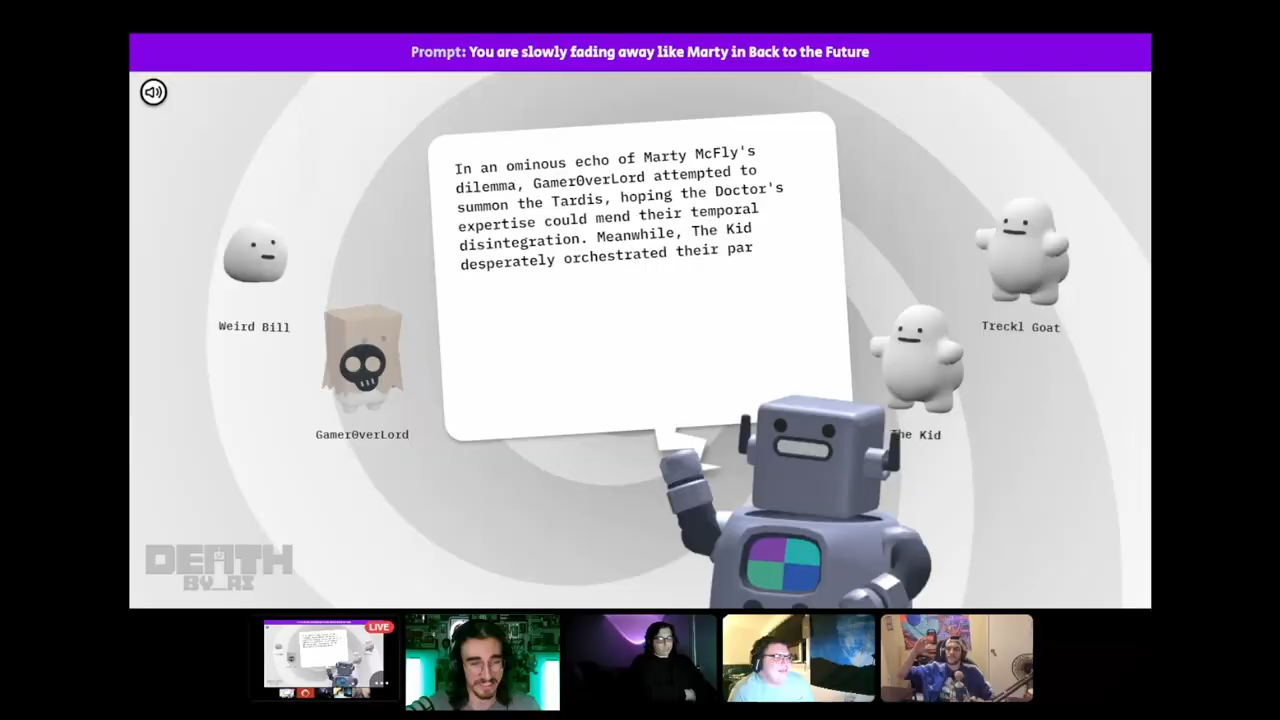 Prompt: You are slowly fading away like Marty in Back to the Future
In an ominous echo of Marty McFly's
dilemma, Gamer0verLord attempted to
summon the Tardis, hoping the Doctor's
expertise could mend their temporal
disintegration. Meanwhile, The Kid
desperately orchestrated their par
Weird Bill
Treckl Goat
Gamer0verLord
The Kid
DEATH
BY_AI
LIVE